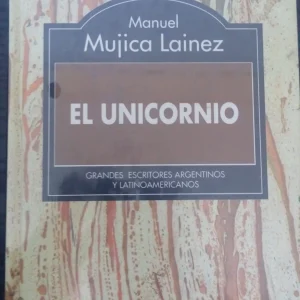 Manuel
Mujica Lainez
EL UNICORNIO
GRANDES ESCRITORES ARGENTINOS
Y LATINOAMERICANOS